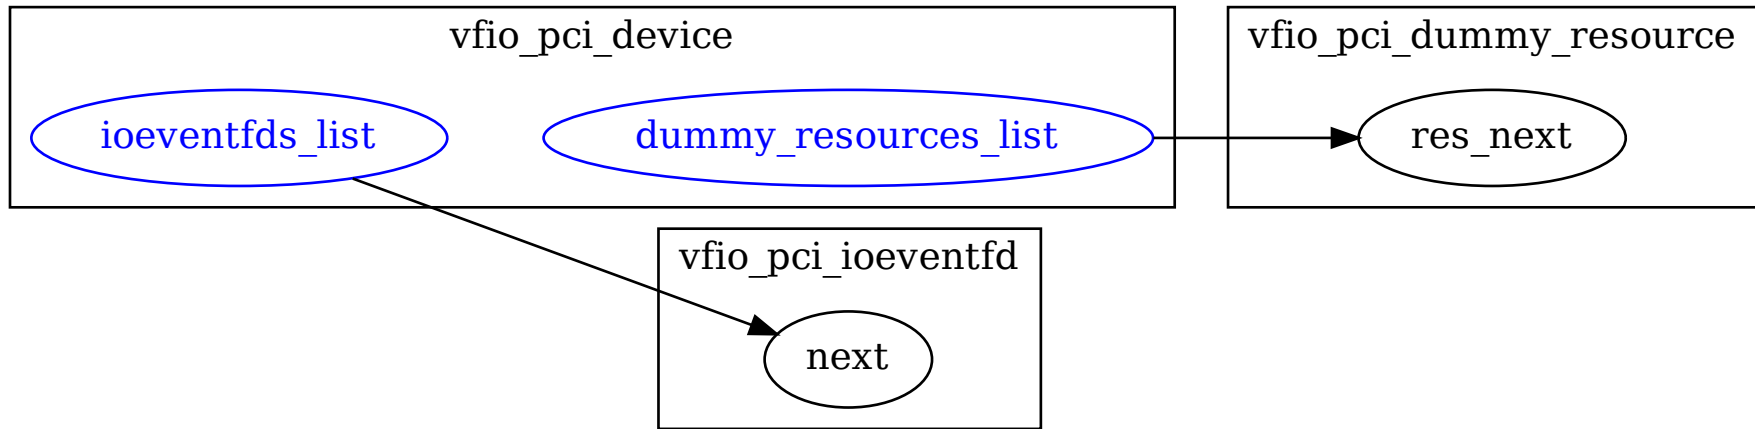 vfio_pci_device
ioeventfds_list
dummy_resources_list
vfio_pci_dummy_resource
res_next
vfio_pci_ioeventfd
next